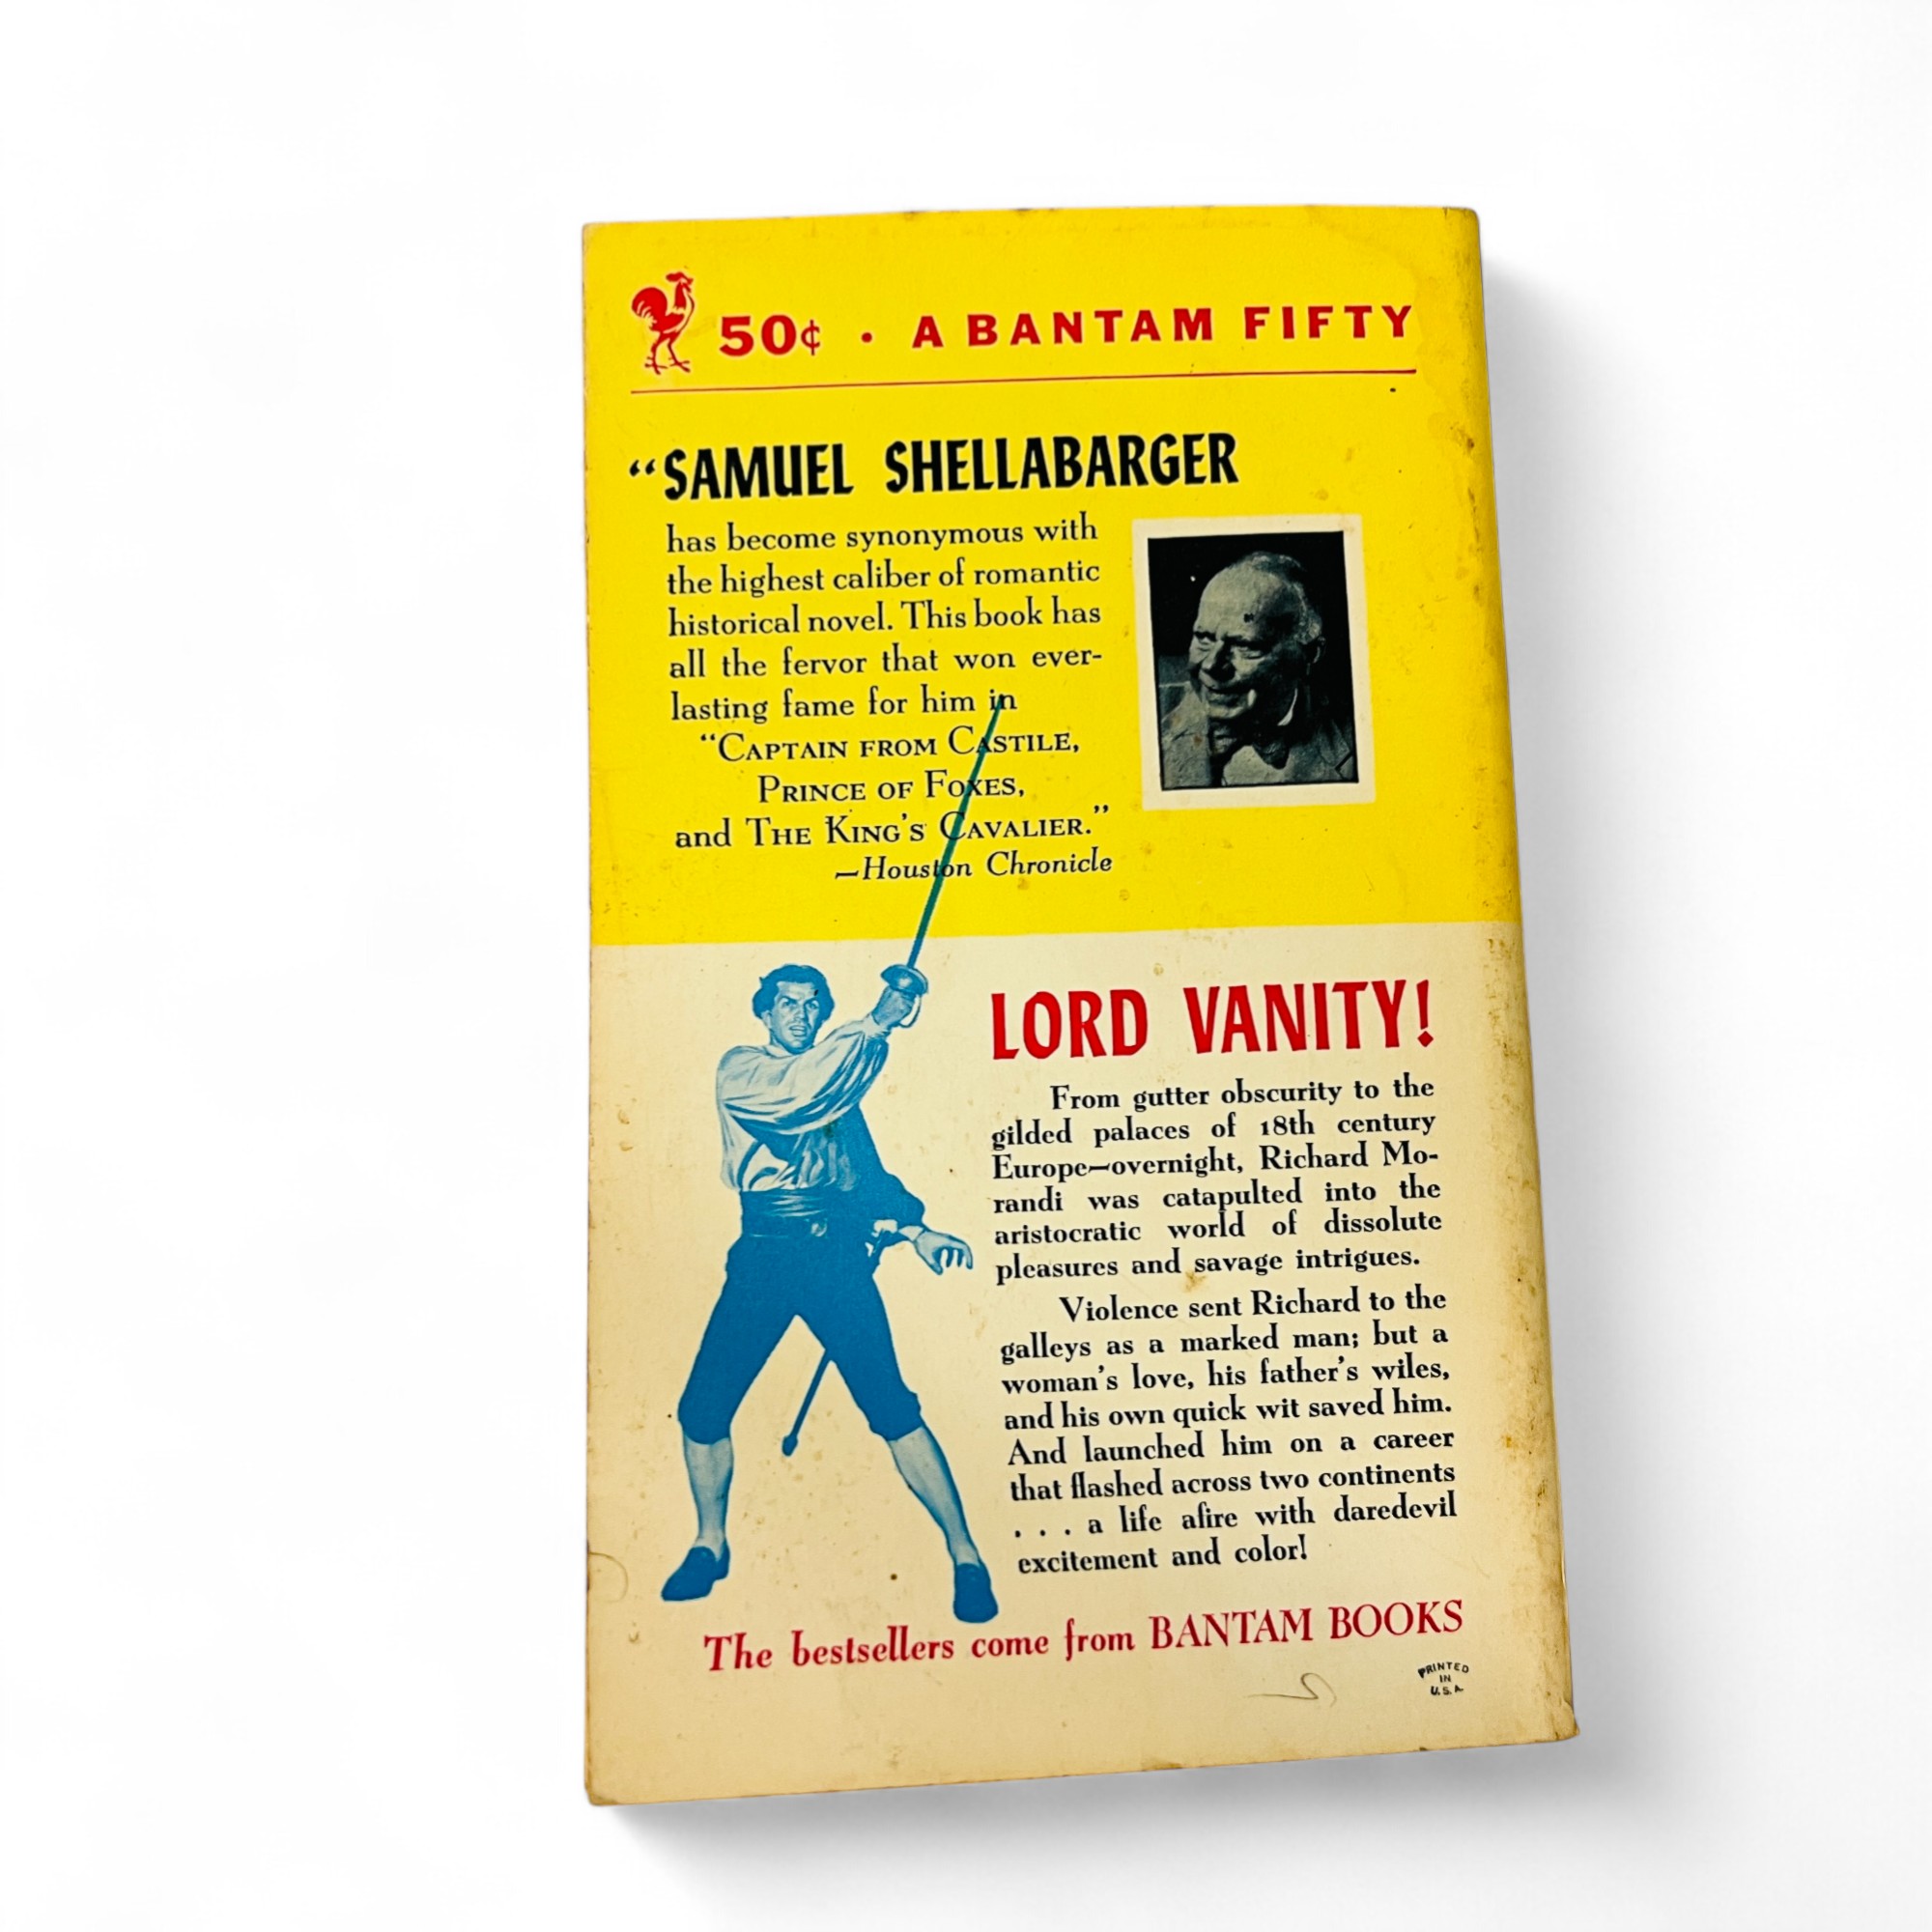 50¢ · A BANTAM FIFTY
“SAMUEL SHELLABARGER
has become synonymous with
the highest caliber of romantic
historical novel. This book has
all the fervor that won ever-
lasting fame for him in
“CAPTAIN FROM CASTILE,
PRINCE OF FOXES,
and THE KING’S CAVALIER.”
—Houston Chronicle
LORD VANITY!
From gutter obscurity to the
gilded palaces of 18th century
Europe—overnight, Richard Mo-
randi was catapulted into the
aristocratic world of dissolute
pleasures and savage intrigues.
Violence sent Richard to the
galleys as a marked man; but a
woman’s love, his father’s wiles,
and his own quick wit saved him.
And launched him on a career
that flashed across two continents
. . . a life afire with daredevil
excitement and color!
The bestsellers come from BANTAM BOOKS
PRINTED
IN
U.S.A.